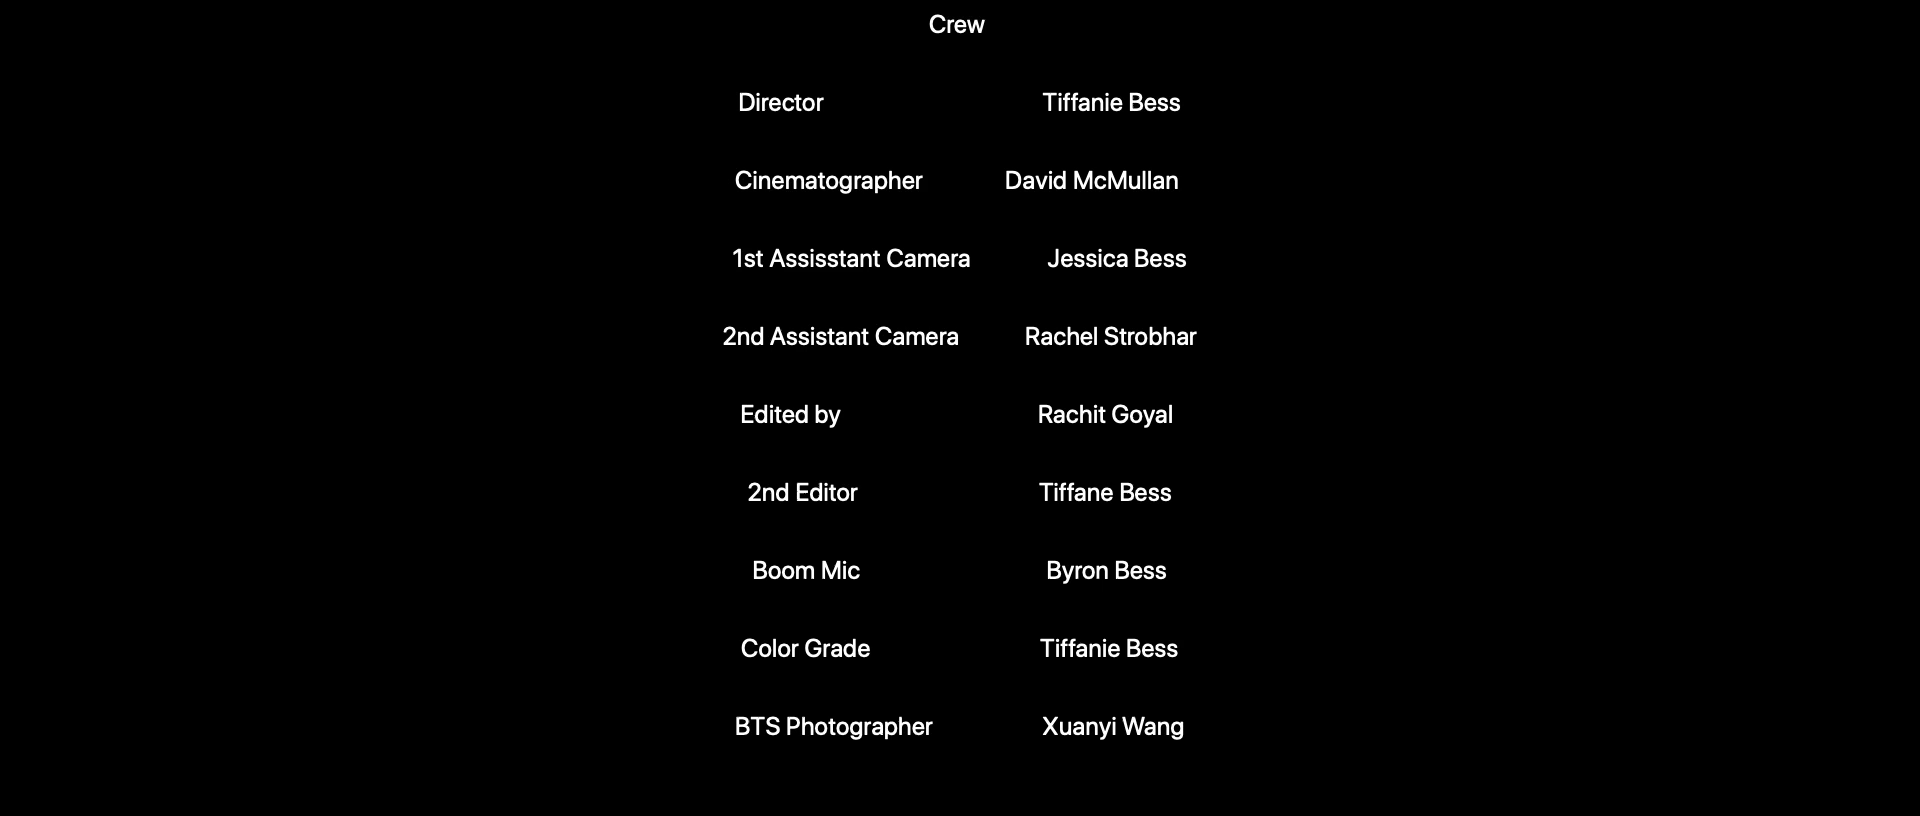 Crew
Director Tiffanie Bess
Cinematographer David McMullan
1st Assisstant Camera Jessica Bess
2nd Assistant Camera Rachel Strobhar
Edited by Rachit Goyal
2nd Editor Tiffane Bess
Boom Mic Byron Bess
Color Grade Tiffanie Bess
BTS Photographer Xuanyi Wang